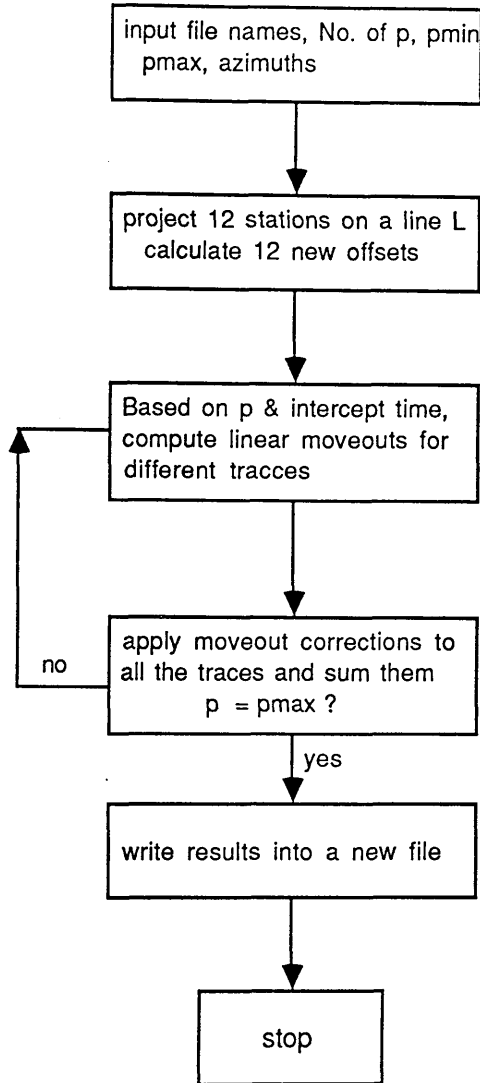 input file names, No. of p, pmin
pmax, azimuths
project 12 stations on a line L
calculate 12 new offsets
Based on p & intercept time,
compute linear moveouts for
different tracces
apply moveout corrections to
all the traces and sum them
p = pmax ?
no
yes
write results into a new file
stop